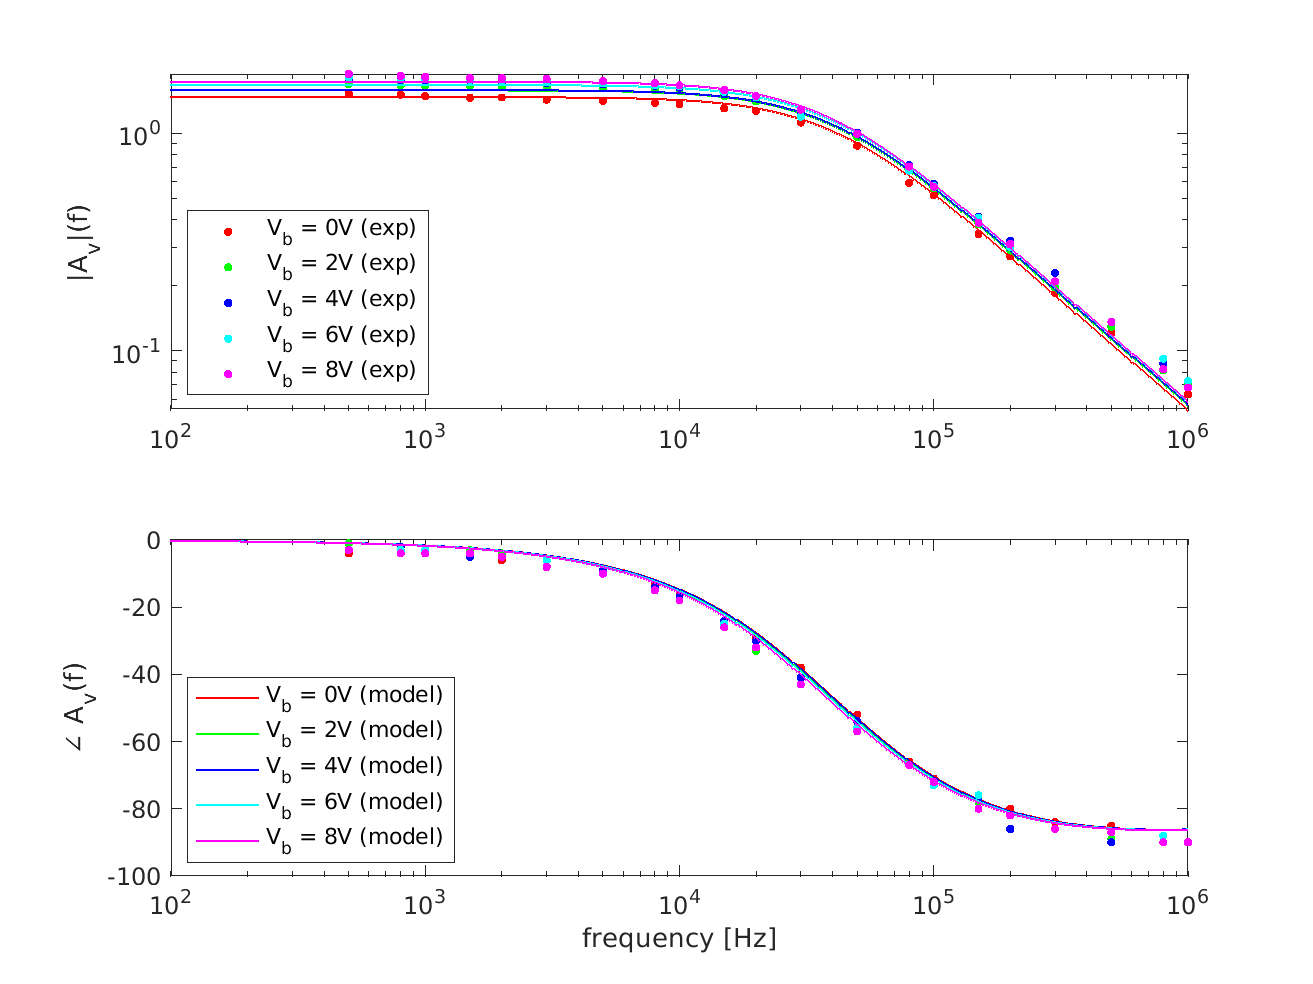 |A_v|(f)
10^0
10^-1
V_b = 0V (exp)
V_b = 2V (exp)
V_b = 4V (exp)
V_b = 6V (exp)
V_b = 8V (exp)
10^2 10^3 10^4 10^5 10^6
∠ A_v(f)
0
-20
-40
-60
-80
-100
V_b = 0V (model)
V_b = 2V (model)
V_b = 4V (model)
V_b = 6V (model)
V_b = 8V (model)
10^2 10^3 10^4 10^5 10^6
frequency [Hz]